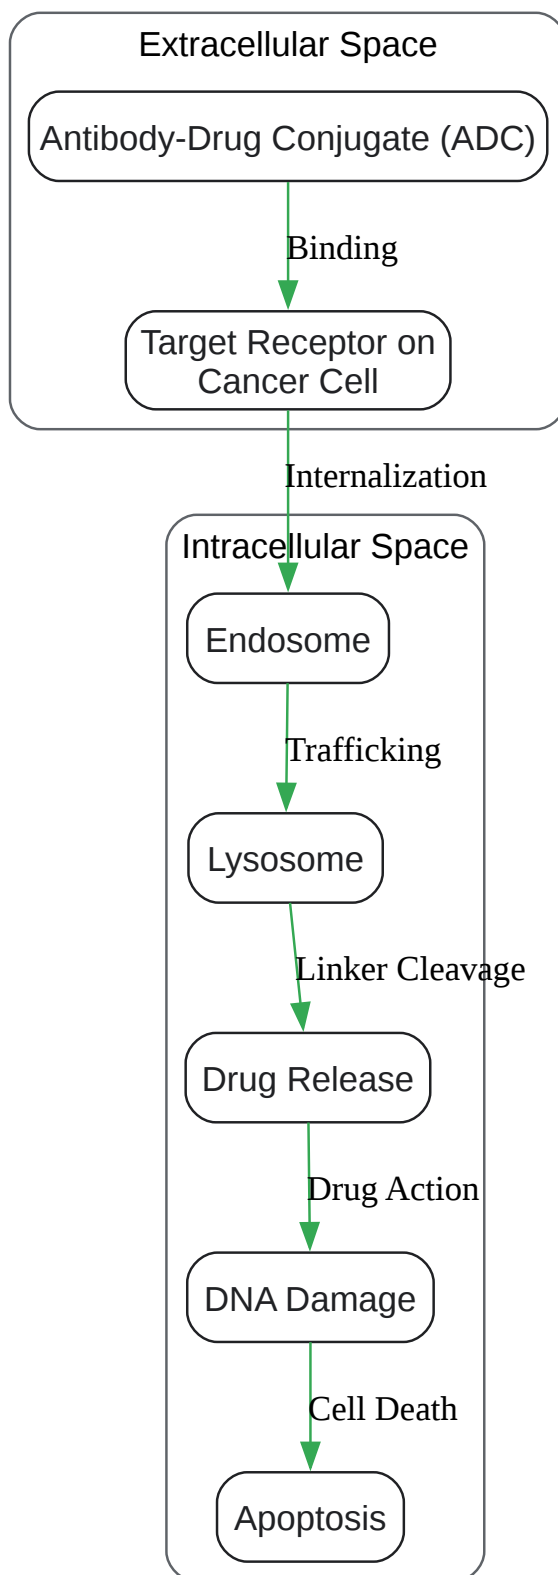 Extracellular Space
Antibody-Drug Conjugate (ADC)
Binding
Target Receptor on
Cancer Cell
Internalization
Intracellular Space
Endosome
Trafficking
Lysosome
Linker Cleavage
Drug Release
Drug Action
DNA Damage
Cell Death
Apoptosis